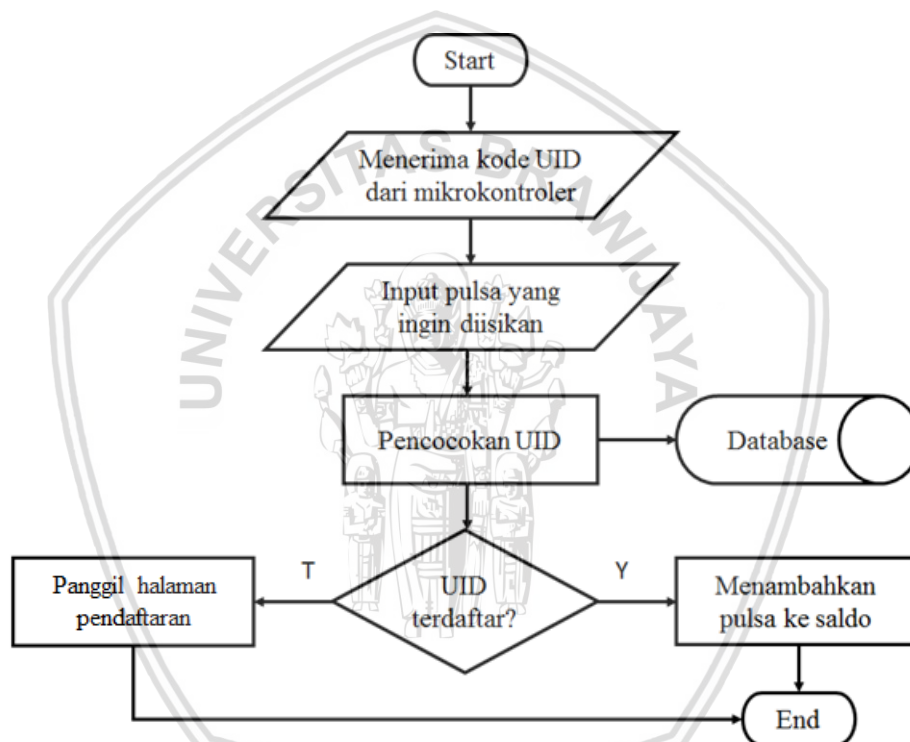 Start
Menerima kode UID
dari mikrokontroler
UNIVERSITAS BRAWIJAYA
Input pulsa yang
ingin diisikan
Pencocokan UID
Database
T
Y
Panggil halaman
pendaftaran
UID
terdaftar?
Menambahkan
pulsa ke saldo
End